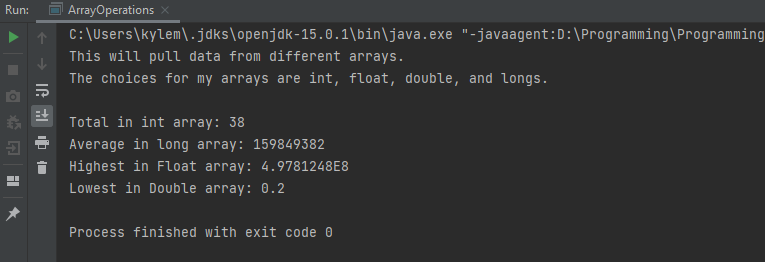 Run: ArrayOperations
C:\Users\kylem\.jdks\openjdk-15.0.1\bin\java.exe "-javaagent:D:\Programming\Programming
This will pull data from different arrays.
The choices for my arrays are int, float, double, and longs.
Total in int array: 38
Average in long array: 159849382
Highest in Float array: 4.9781248E8
Lowest in Double array: 0.2
Process finished with exit code 0